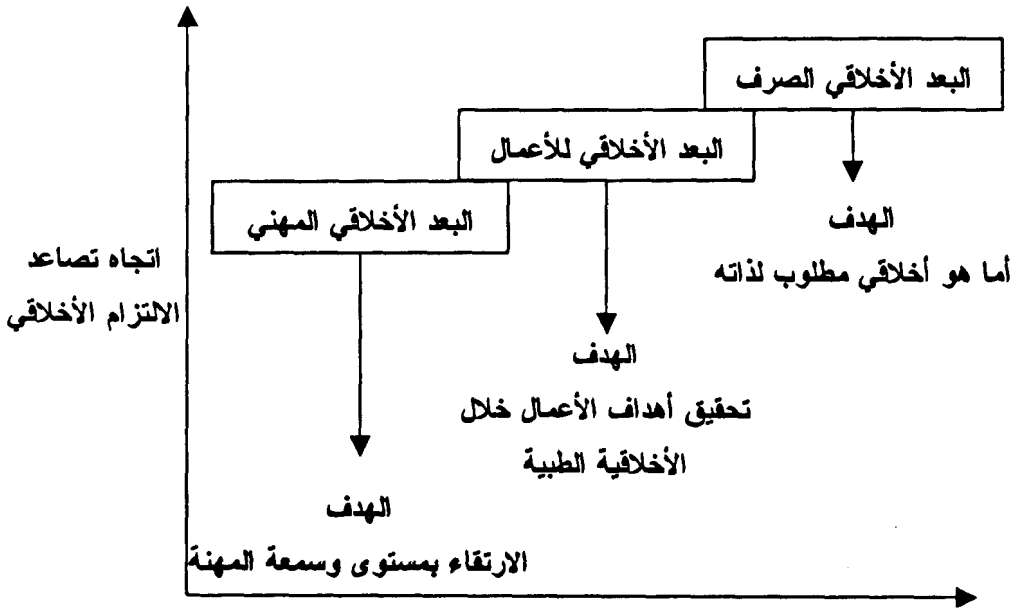 البعد الأخلاقي الصرف
البعد الأخلاقي للأعمال
البعد الأخلاقي المهني
اتجاه تصاعد
الالتزام الأخلاقي
الهدف
أما هو أخلاقي مطلوب لذاته
الهدف
تحقيق أهداف الأعمال خلال
الأخلاقية الطبية
الهدف
الارتقاء بمستوى وسمعة المهنة